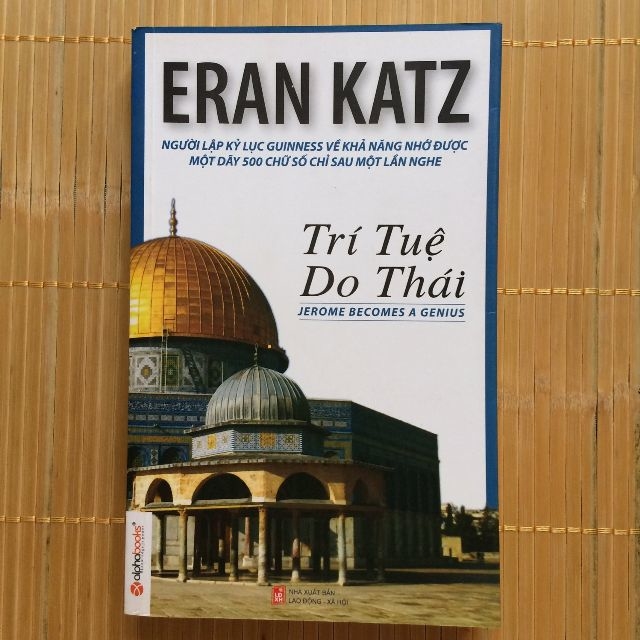 ERAN KATZ
NGƯỜI LẬP KỶ LỤC GUINNESS VỀ KHẢ NĂNG NHỚ ĐƯỢC
MỘT DÃY 500 CHỮ SỐ CHỈ SAU MỘT LẦN NGHE
Trí Tuệ
Do Thái
JEROME BECOMES A GENIUS
alphabooks
NHÀ XUẤT BẢN
LAO ĐỘNG - XÃ HỘI